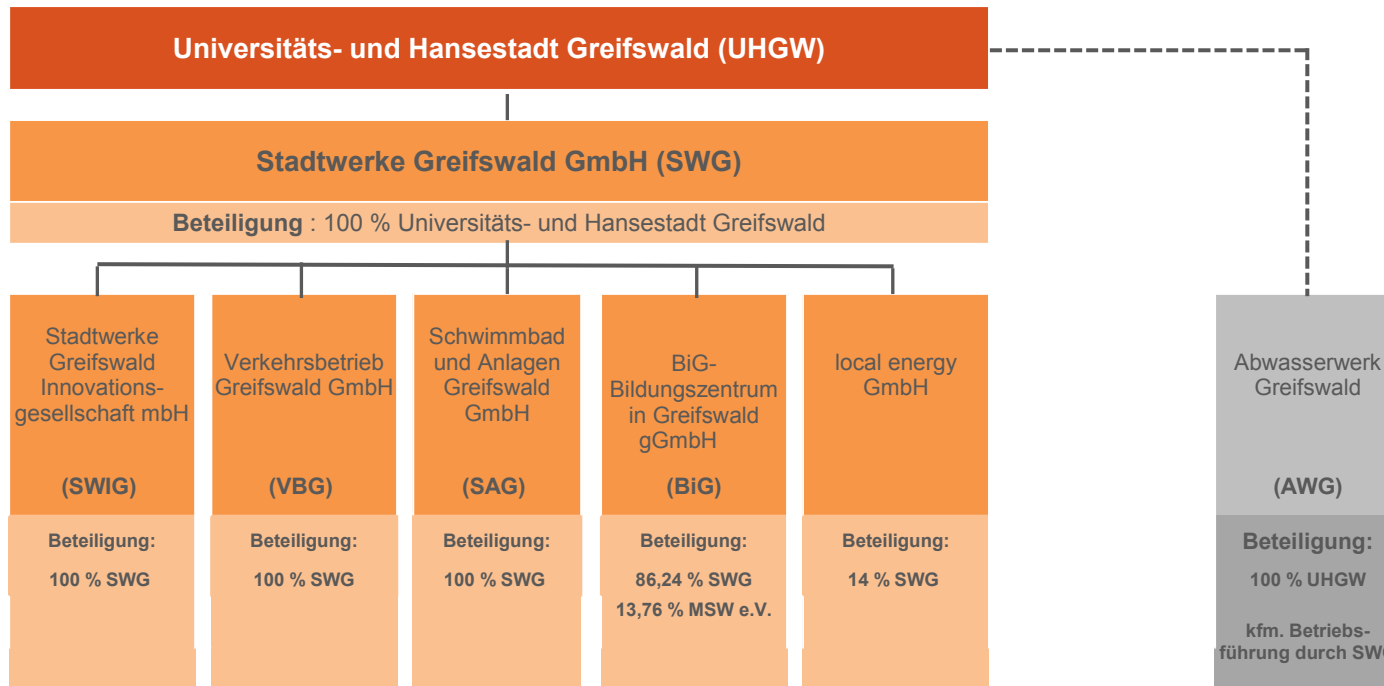 Universitäts- und Hansestadt Greifswald (UHGW)
Stadtwerke Greifswald GmbH (SWG)
Beteiligung : 100 % Universitäts- und Hansestadt Greifswald
Stadtwerke
Greifswald
Innovations-
gesellschaft mbH
(SWIG)
Beteiligung:
100 % SWG
Verkehrsbetrieb
Greifswald GmbH
(VBG)
Beteiligung:
100 % SWG
Schwimmbad
und Anlagen
Greifswald
GmbH
(SAG)
Beteiligung:
100 % SWG
BiG-
Bildungszentrum
in Greifswald
gGmbH
(BiG)
Beteiligung:
86,24 % SWG
13,76 % MSW e.V.
local energy
GmbH
Beteiligung:
14 % SWG
Abwasserwerk
Greifswald
(AWG)
Beteiligung:
100 % UHGW
kfm. Betriebs-
führung durch SWG